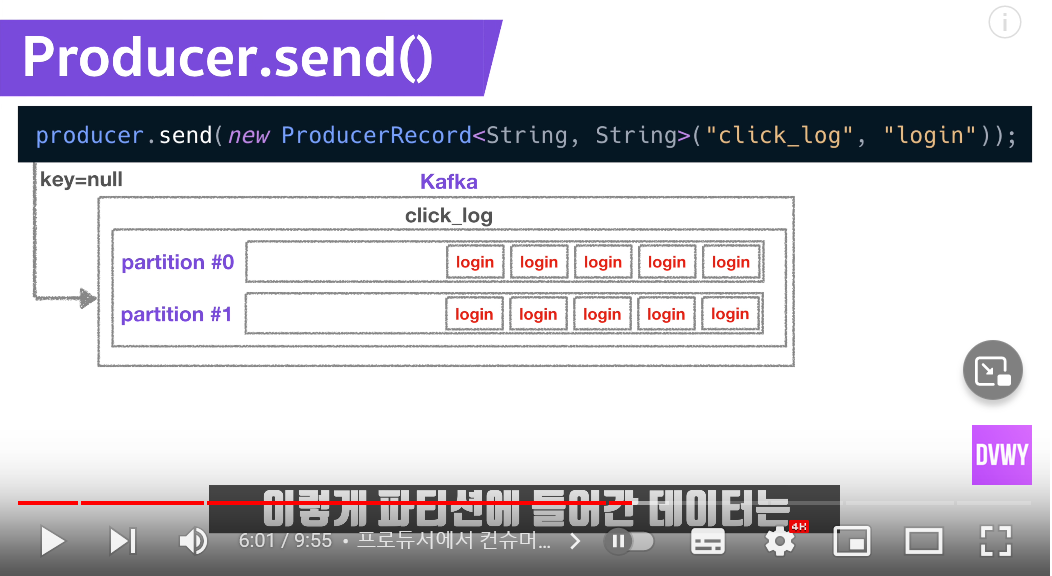 Producer.send()
producer.send(new ProducerRecord<String, String>("click_log", "login"));
key=null
Kafka
click_log
partition #0 login login login login login
partition #1 login login login login login
DVWY
이렇게 파티션에 들어간 데이터는
6:01 / 9:55 • 프로듀서에서 컨슈머...
4K